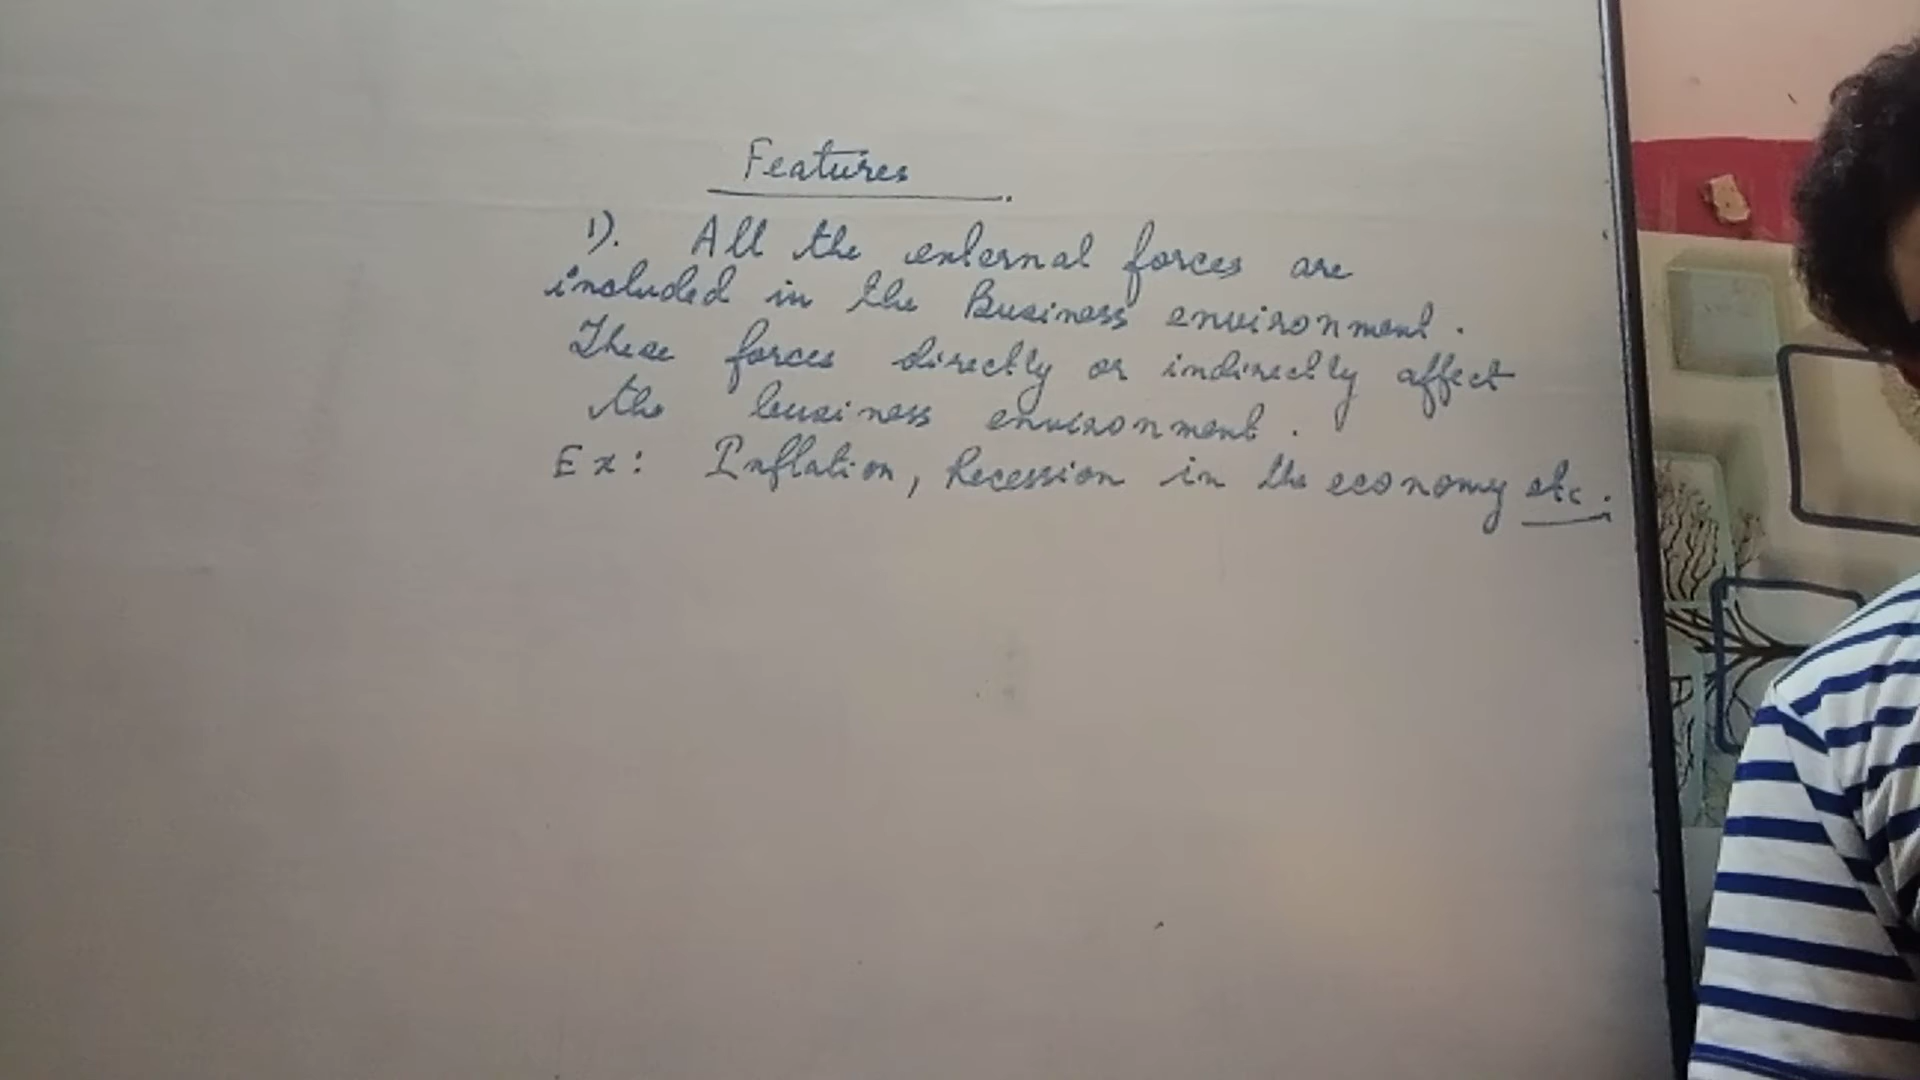 Features
1). All the external forces are
included in the Business environment.
These forces directly or indirectly affect
the business environment.
Ex: Inflation, Recession in the economy etc.